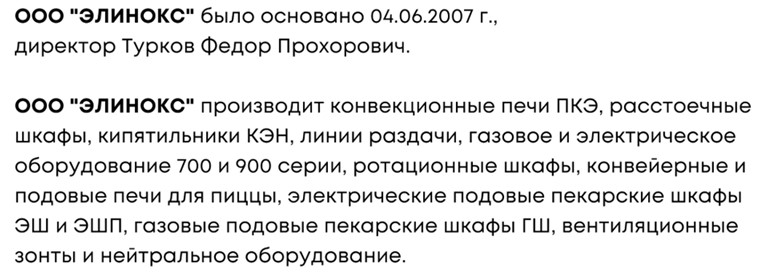 ООО "ЭЛИНОКС" было основано 04.06.2007 г.,
директор Турков Федор Прохорович.
ООО "ЭЛИНОКС" производит конвекционные печи ПКЭ, расстоечные
шкафы, кипятильники КЭН, линии раздачи, газовое и электрическое
оборудование 700 и 900 серии, ротационные шкафы, конвейерные и
подовые печи для пиццы, электрические подовые пекарские шкафы
ЭШ и ЭШП, газовые подовые пекарские шкафы ГШ, вентиляционные
зонты и нейтральное оборудование.